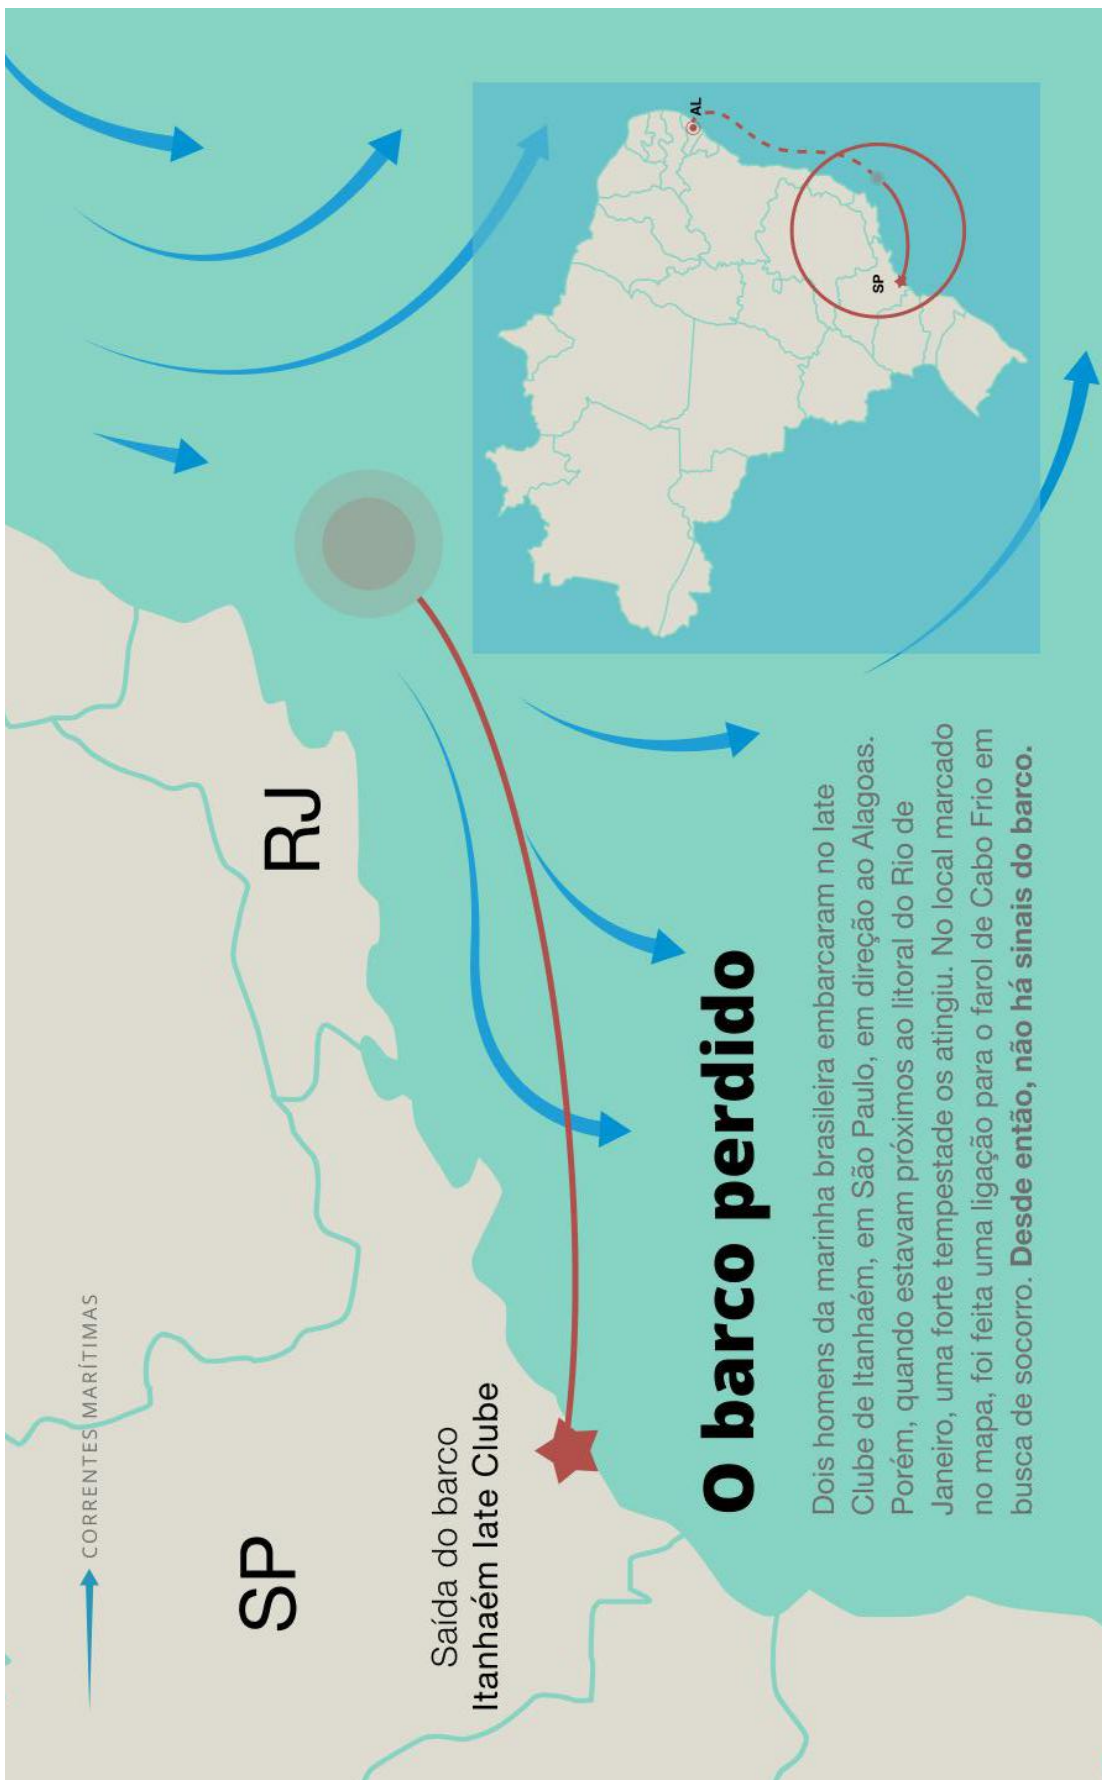 CORRENTES MARÍTIMAS
SP
RJ
Saída do barco
Itanhaém Iate Clube
AL
SP
O barco perdido
Dois homens da marinha brasileira embarcaram no Iate
Clube de Itanhaém, em São Paulo, em direção ao Alagoas.
Porém, quando estavam próximos ao litoral do Rio de
Janeiro, uma forte tempestade os atingiu. No local marcado
no mapa, foi feita uma ligação para o farol de Cabo Frio em
busca de socorro. Desde então, não há sinais do barco.